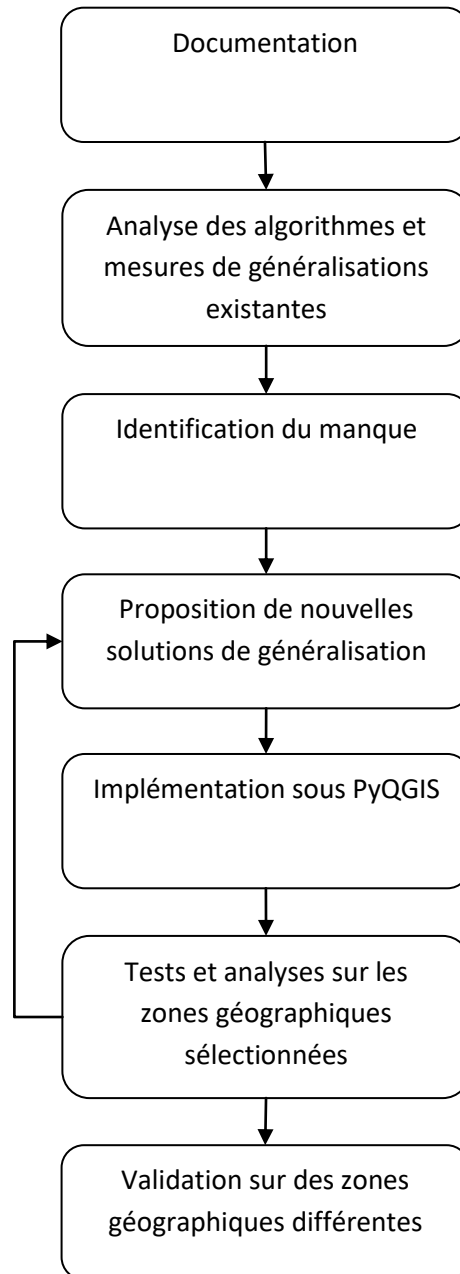 Documentation
Analyse des algorithmes et
mesures de généralisations
existantes
Identification du manque
Proposition de nouvelles
solutions de généralisation
Implémentation sous PyQGIS
Tests et analyses sur les
zones géographiques
sélectionnées
Validation sur des zones
géographiques différentes